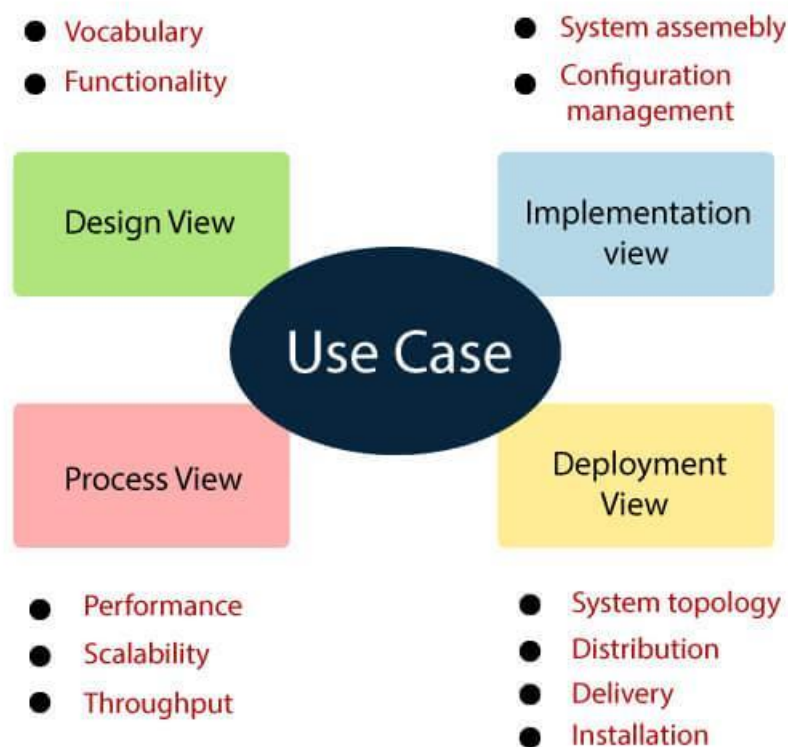 Vocabulary
Functionality
System assemebly
Configuration
management
Design View
Implementation
view
Use Case
Process View
Deployment
View
Performance
Scalability
Throughput
System topology
Distribution
Delivery
Installation